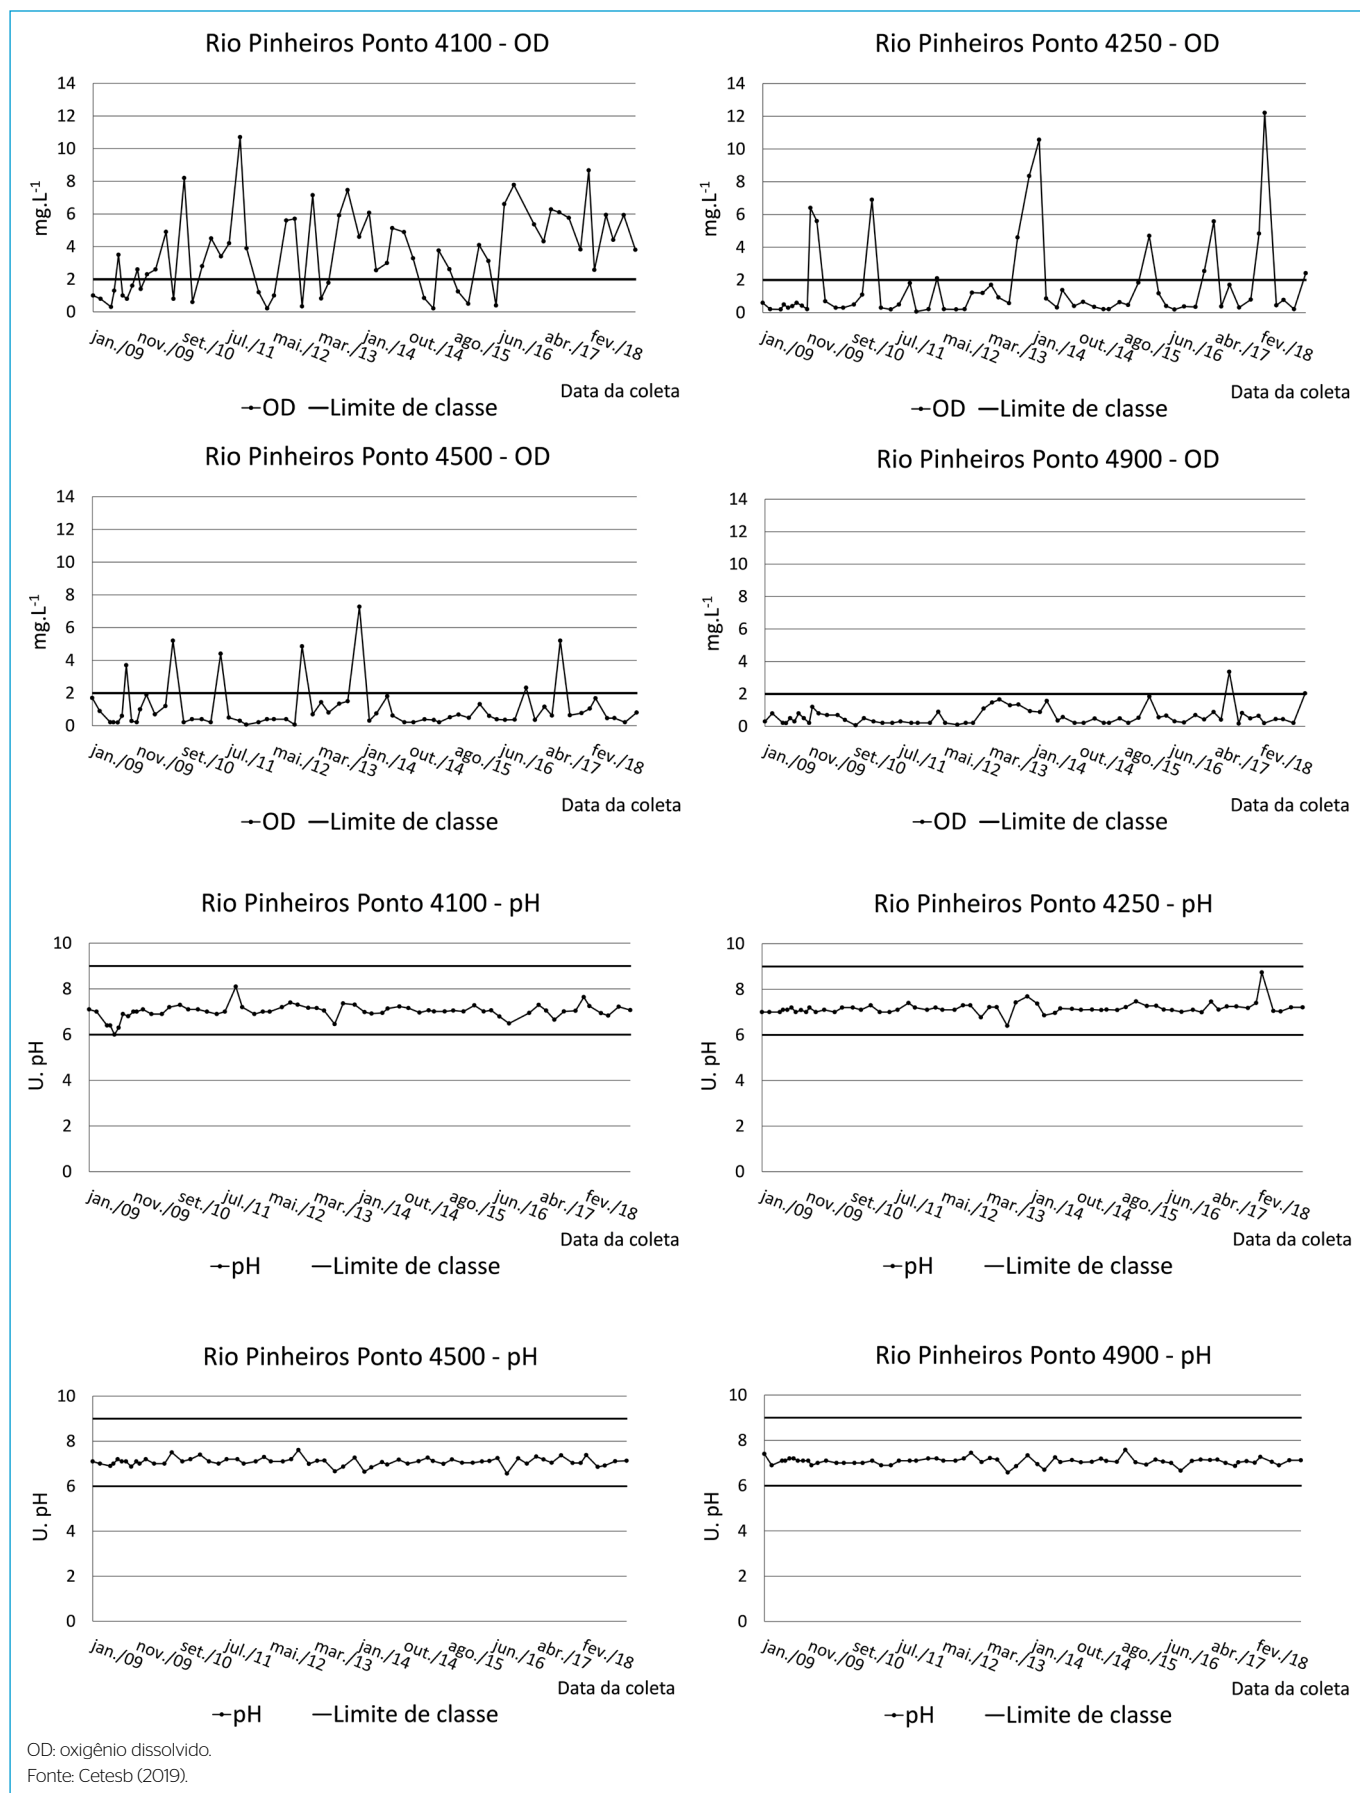 Rio Pinheiros Ponto 4100 - OD
14
12
10
8
6
4
2
0
mg.L-1
jan./09 nov./09 set./10 jul./11 mai./12 mar./13 jan./14 out./14 ago./15 jun./16 abr./17 fev./18
Data da coleta
OD Limite de classe
Rio Pinheiros Ponto 4250 - OD
14
12
10
8
6
4
2
0
mg.L-1
jan./09 nov./09 set./10 jul./11 mai./12 mar./13 jan./14 out./14 ago./15 jun./16 abr./17 fev./18
Data da coleta
OD Limite de classe
Rio Pinheiros Ponto 4500 - OD
14
12
10
8
6
4
2
0
mg.L-1
jan./09 nov./09 set./10 jul./11 mai./12 mar./13 jan./14 out./14 ago./15 jun./16 abr./17 fev./18
Data da coleta
OD Limite de classe
Rio Pinheiros Ponto 4900 - OD
14
12
10
8
6
4
2
0
mg.L-1
jan./09 nov./09 set./10 jul./11 mai./12 mar./13 jan./14 out./14 ago./15 jun./16 abr./17 fev./18
Data da coleta
OD Limite de classe
Rio Pinheiros Ponto 4100 - pH
10
8
6
4
2
0
U. pH
jan./09 nov./09 set./10 jul./11 mai./12 mar./13 jan./14 out./14 ago./15 jun./16 abr./17 fev./18
Data da coleta
pH Limite de classe
Rio Pinheiros Ponto 4250 - pH
10
8
6
4
2
0
U. pH
jan./09 nov./09 set./10 jul./11 mai./12 mar./13 jan./14 out./14 ago./15 jun./16 abr./17 fev./18
Data da coleta
pH Limite de classe
Rio Pinheiros Ponto 4500 - pH
10
8
6
4
2
0
U. pH
jan./09 nov./09 set./10 jul./11 mai./12 mar./13 jan./14 out./14 ago./15 jun./16 abr./17 fev./18
Data da coleta
pH Limite de classe
Rio Pinheiros Ponto 4900 - pH
10
8
6
4
2
0
U. pH
jan./09 nov./09 set./10 jul./11 mai./12 mar./13 jan./14 out./14 ago./15 jun./16 abr./17 fev./18
Data da coleta
pH Limite de classe
OD: oxigênio dissolvido.
Fonte: Cetesb (2019).